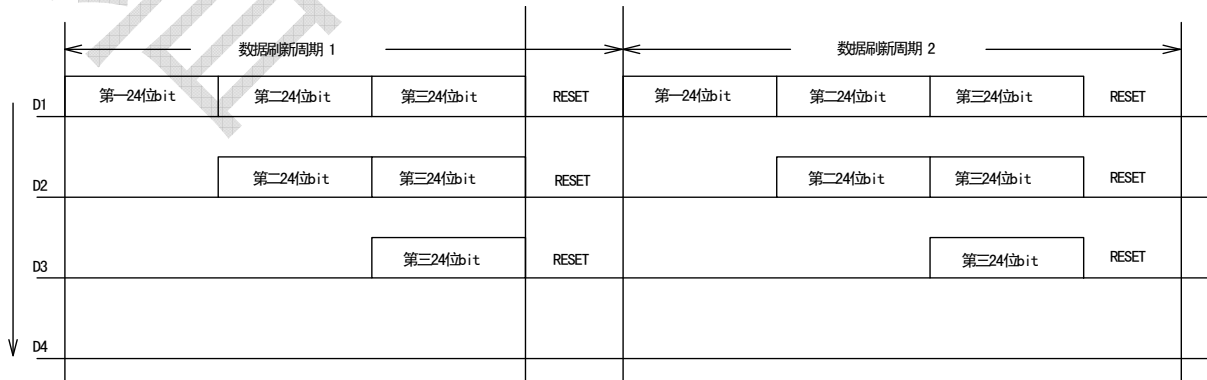 数据刷新周期 1 数据刷新周期 2
D1 第一24位bit 第二24位bit 第三24位bit RESET 第一24位bit 第二24位bit 第三24位bit RESET
D2 第二24位bit 第三24位bit RESET 第二24位bit 第三24位bit RESET
D3 第三24位bit RESET 第三24位bit RESET
D4